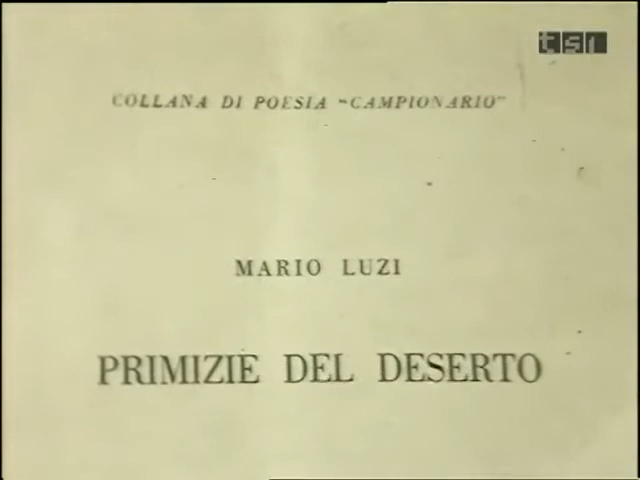 tsi
COLLANA DI POESIA "CAMPIONARIO"
MARIO LUZI
PRIMIZIE DEL DESERTO